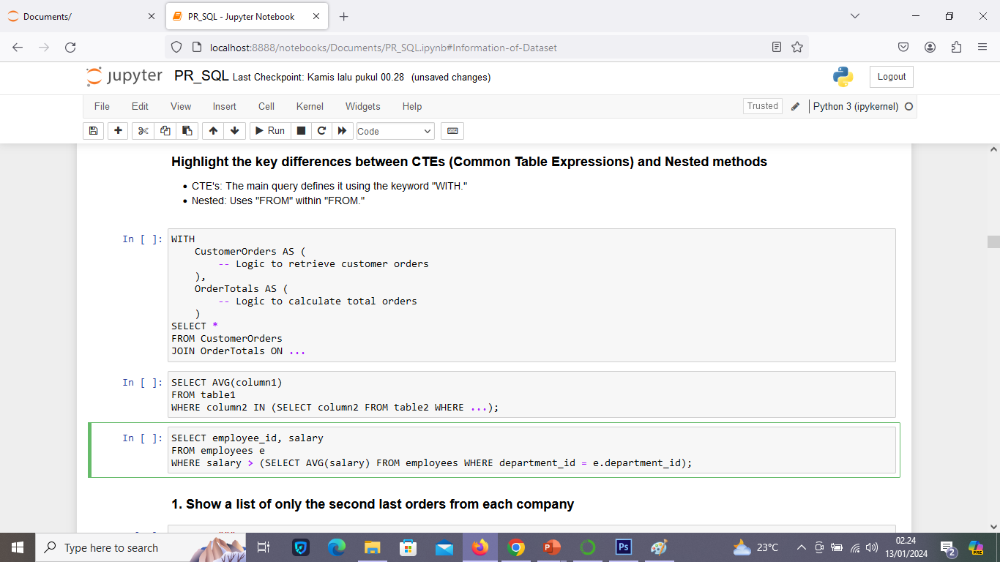 Documents/
PR_SQL - Jupyter Notebook
localhost:8888/notebooks/Documents/PR_SQL.ipynb#Information-of-Dataset
jupyter PR_SQL Last Checkpoint: Kamis lalu pukul 00.28 (unsaved changes)
Logout
File Edit View Insert Cell Kernel Widgets Help
Trusted Python 3 (ipykernel)
Run Code
Highlight the key differences between CTEs (Common Table Expressions) and Nested methods
• CTE's: The main query defines it using the keyword "WITH."
• Nested: Uses "FROM" within "FROM."
In [ ]: WITH
    CustomerOrders AS (
        -- Logic to retrieve customer orders
    ),
    OrderTotals AS (
        -- Logic to calculate total orders
    )
SELECT *
FROM CustomerOrders
JOIN OrderTotals ON ...
In [ ]: SELECT AVG(column1)
FROM table1
WHERE column2 IN (SELECT column2 FROM table2 WHERE ...);
In [ ]: SELECT employee_id, salary
FROM employees e
WHERE salary > (SELECT AVG(salary) FROM employees WHERE department_id = e.department_id);
1. Show a list of only the second last orders from each company
Type here to search
Ps
23°C
02.24
13/01/2024
2
PRE